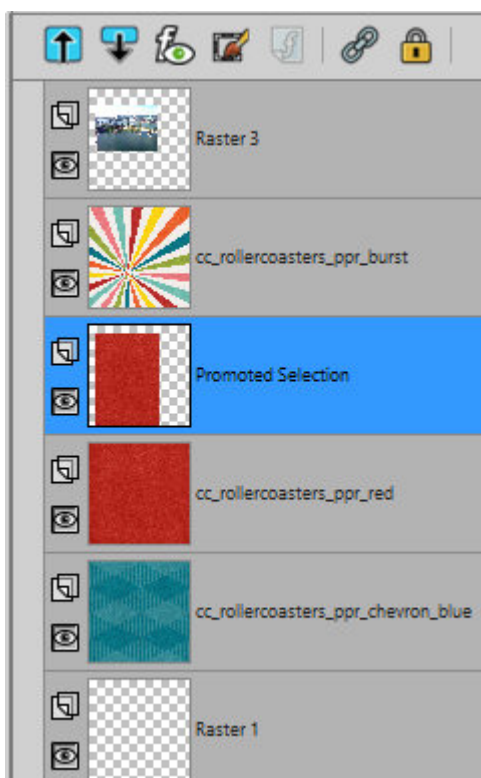 Raster 3
cc_rollercoasters_ppr_burst
Promoted Selection
cc_rollercoasters_ppr_red
cc_rollercoasters_ppr_chevron_blue
Raster 1